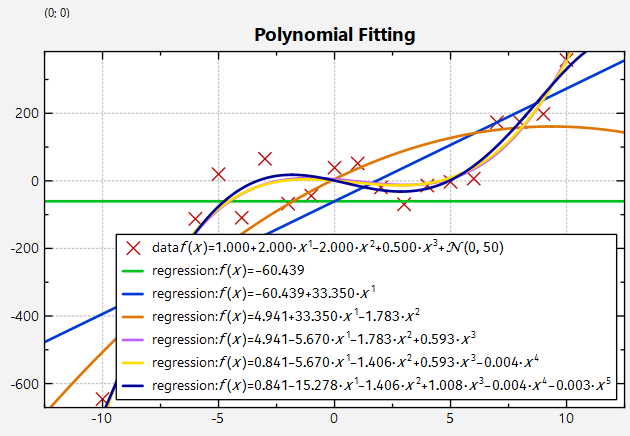 (0; 0)
Polynomial Fitting
200
0
-200
-400
-600
data f(x)=1.000+2.000·x¹−2.000·x²+0.500·x³+𝒩(0, 50)
regression: f(x)=−60.439
regression: f(x)=−60.439+33.350·x¹
regression: f(x)=4.941+33.350·x¹−1.783·x²
regression: f(x)=4.941−5.670·x¹−1.783·x²+0.593·x³
regression: f(x)=0.841−5.670·x¹−1.406·x²+0.593·x³−0.004·x⁴
regression: f(x)=0.841−15.278·x¹−1.406·x²+1.008·x³−0.004·x⁴−0.003·x⁵
-10 -5 0 5 10